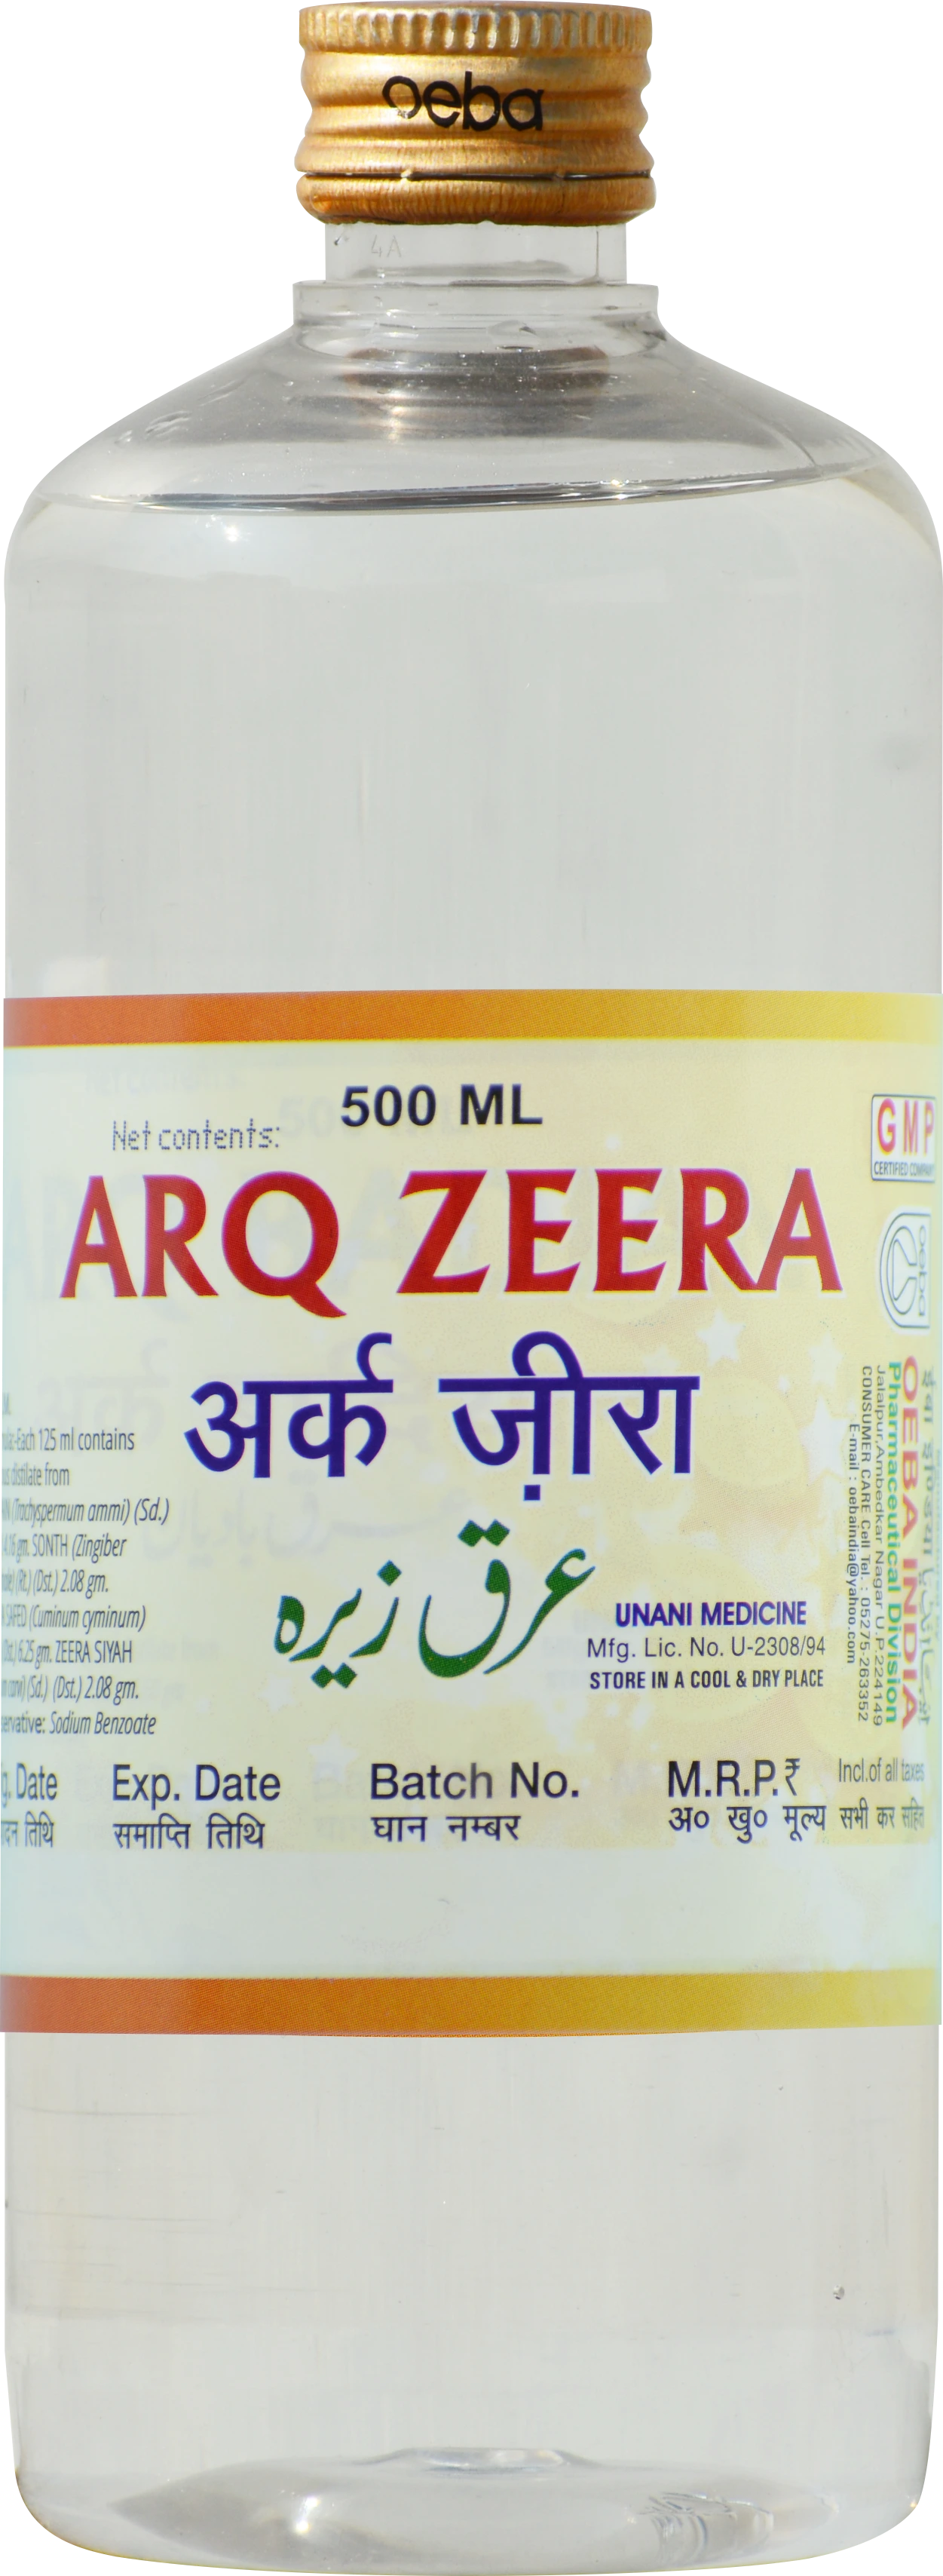 oeba
4A
500 ML
Net contents:
GMP
CERTIFIED COMPANY
ARQ ZEERA
oeba
अर्क ज़ीरा
Each 125 ml contains
distilate from
(Trachyspermum ammi) (Sd.)
gm. SONTH (Zingiber
(Rt.) (Dst.) 2.08 gm.
(Cuminum cyminum)
6.25 gm. ZEERA SIYAH
(Sd.) (Dst.) 2.08 gm.
Sodium Benzoate
عرق زیرہ
UNANI MEDICINE
Mfg. Lic. No. U-2308/94
STORE IN A COOL & DRY PLACE
OEBA INDIA
Pharmaceutical Division
Jalalpur,Ambedkar Nagar U.P.224149
CONSUMER CARE Cell Tel. : 05275-263352
E-mail : oebaindia@yahoo.com
Date
तिथि
Exp. Date
समाप्ति तिथि
Batch No.
घान नम्बर
M.R.P.₹ Incl.of all taxes
अ० खु० मूल्य सभी कर सहित